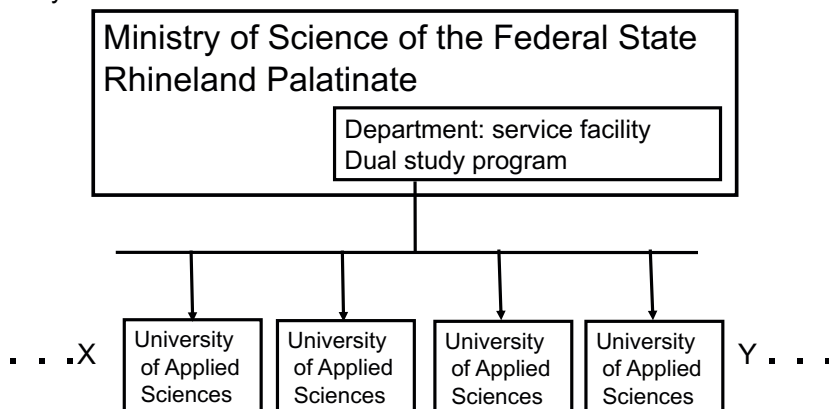 Ministry of Science of the Federal State
Rhineland Palatinate
Department: service facility
Dual study program
. . .X
University
of Applied
Sciences
University
of Applied
Sciences
University
of Applied
Sciences
University
of Applied
Sciences
Y. . .